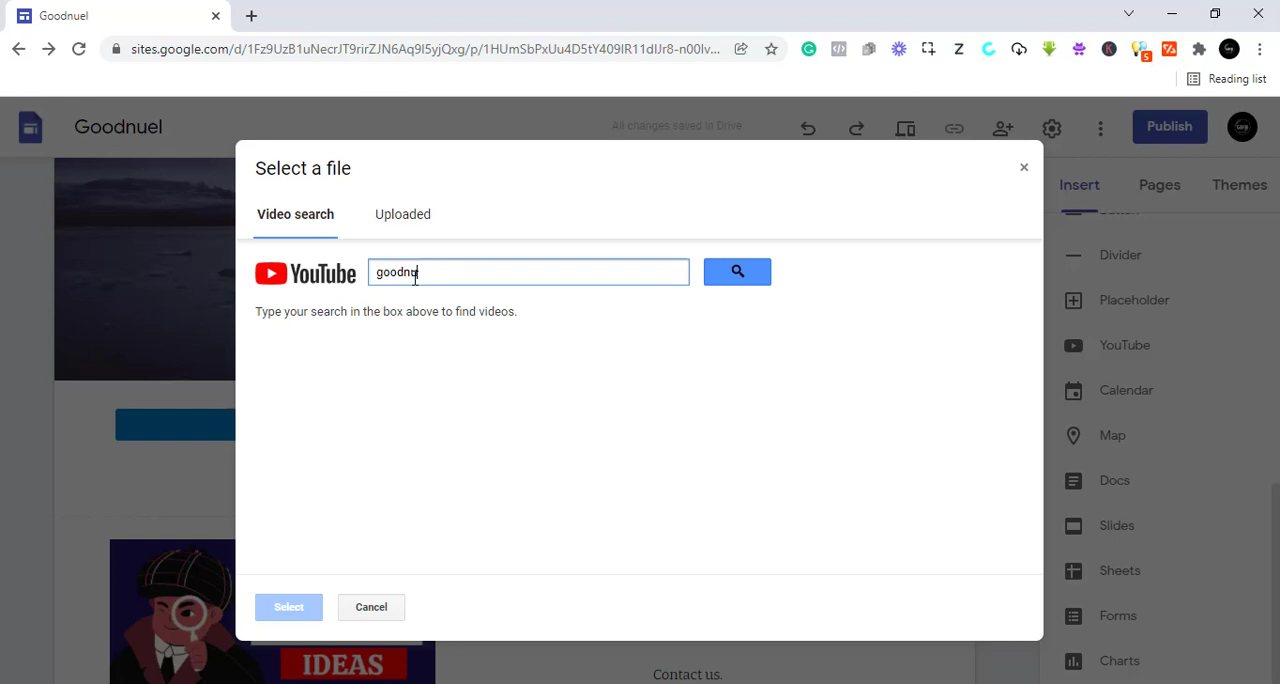 Goodnuel
sites.google.com/d/1Fz9UzB1uNecrJT9rirZJN6Aq9I5yjQxg/p/1HUmSbPxUu4D5tY409IR11dIJr8-n00lv...
Reading list
Goodnuel
All changes saved in Drive
Publish
Select a file
Insert
Pages
Themes
Video search
Uploaded
Button
Divider
YouTube
goodnu
Type your search in the box above to find videos.
Placeholder
YouTube
Calendar
Map
Docs
Slides
Sheets
Forms
Charts
Select
Cancel
IDEAS
Contact us.